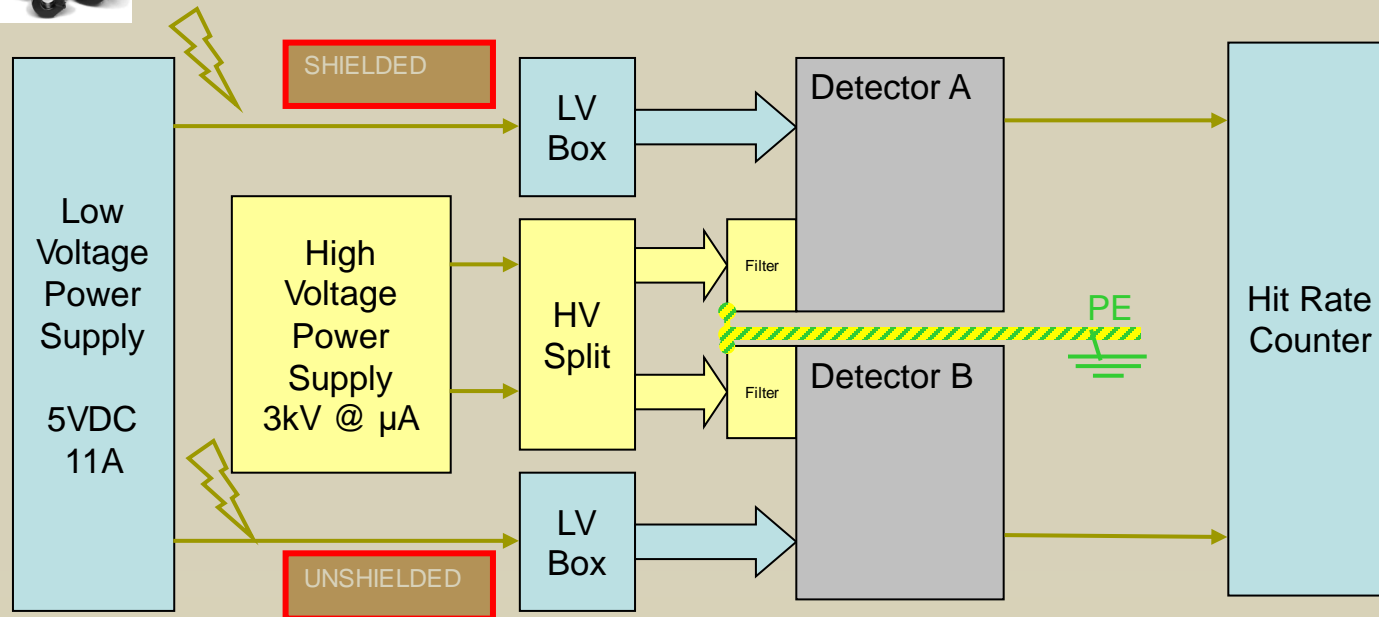 SHIELDED
LV
Box
Detector A
Low
Voltage
Power
Supply
5VDC
11A
High
Voltage
Power
Supply
3kV @ µA
HV
Split
Filter
Filter
PE
Detector B
Hit Rate
Counter
LV
Box
UNSHIELDED